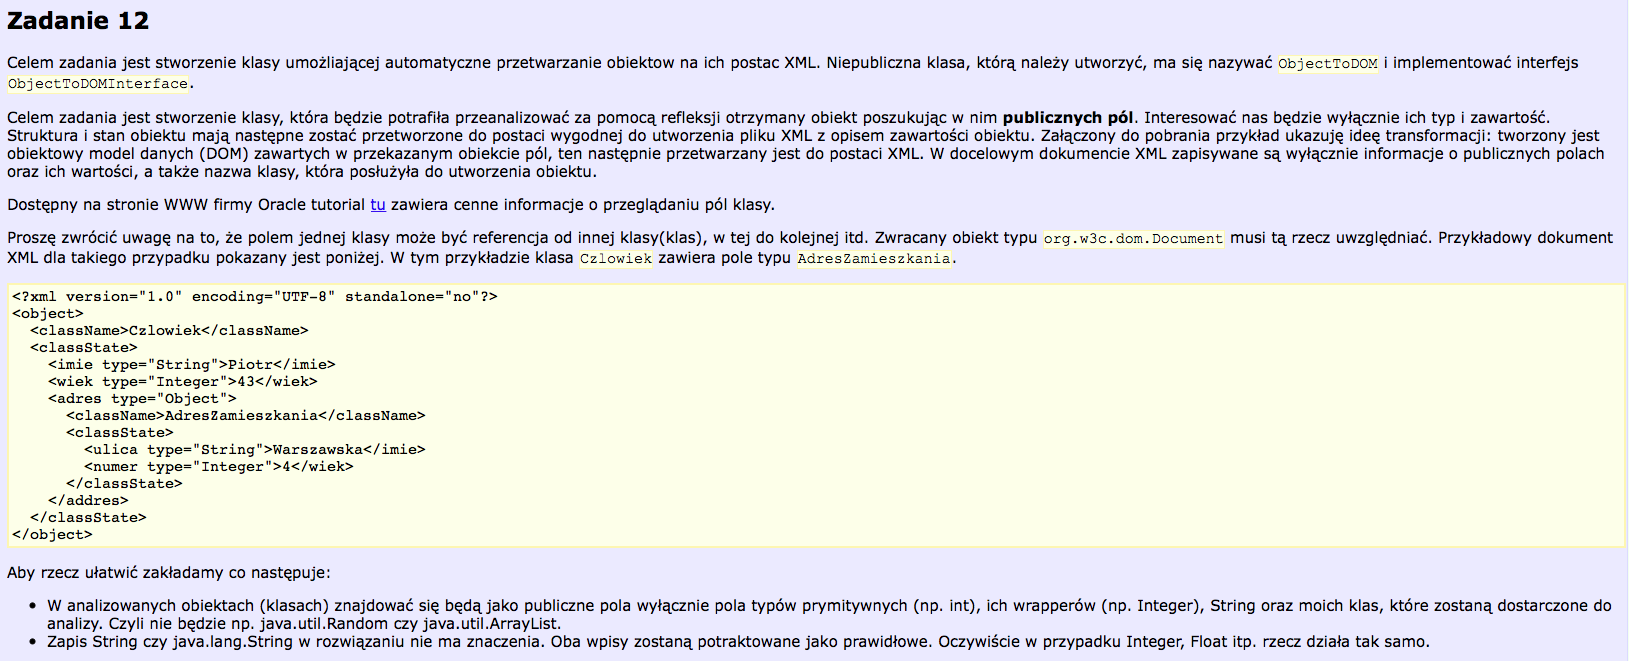 Zadanie 12
Celem zadania jest stworzenie klasy umożliającej automatyczne przetwarzanie obiektow na ich postac XML. Niepubliczna klasa, którą należy utworzyć, ma się nazywać ObjectToDOM i implementować interfejs
ObjectToDOMInterface.
Celem zadania jest stworzenie klasy, która będzie potrafiła przeanalizować za pomocą refleksji otrzymany obiekt poszukując w nim publicznych pól. Interesować nas będzie wyłącznie ich typ i zawartość.
Struktura i stan obiektu mają następne zostać przetworzone do postaci wygodnej do utworzenia pliku XML z opisem zawartości obiektu. Załączony do pobrania przykład ukazuję ideę transformacji: tworzony jest
obiektowy model danych (DOM) zawartych w przekazanym obiekcie pól, ten następnie przetwarzany jest do postaci XML. W docelowym dokumencie XML zapisywane są wyłącznie informacje o publicznych polach
oraz ich wartości, a także nazwa klasy, która posłużyła do utworzenia obiektu.
Dostępny na stronie WWW firmy Oracle tutorial tu zawiera cenne informacje o przeglądaniu pól klasy.
Proszę zwrócić uwagę na to, że polem jednej klasy może być referencja od innej klasy(klas), w tej do kolejnej itd. Zwracany obiekt typu org.w3c.dom.Document musi tą rzecz uwzględniać. Przykładowy dokument
XML dla takiego przypadku pokazany jest poniżej. W tym przykładzie klasa Czlowiek zawiera pole typu AdresZamieszkania.
<?xml version="1.0" encoding="UTF-8" standalone="no"?>
<object>
  <className>Czlowiek</className>
  <classState>
    <imie type="String">Piotr</imie>
    <wiek type="Integer">43</wiek>
    <adres type="Object">
      <className>AdresZamieszkania</className>
      <classState>
        <ulica type="String">Warszawska</imie>
        <numer type="Integer">4</wiek>
      </classState>
    </addres>
  </classState>
</object>
Aby rzecz ułatwić zakładamy co następuje:
• W analizowanych obiektach (klasach) znajdować się będą jako publiczne pola wyłącznie pola typów prymitywnych (np. int), ich wrapperów (np. Integer), String oraz moich klas, które zostaną dostarczone do
analizy. Czyli nie będzie np. java.util.Random czy java.util.ArrayList.
• Zapis String czy java.lang.String w rozwiązaniu nie ma znaczenia. Oba wpisy zostaną potraktowane jako prawidłowe. Oczywiście w przypadku Integer, Float itp. rzecz działa tak samo.